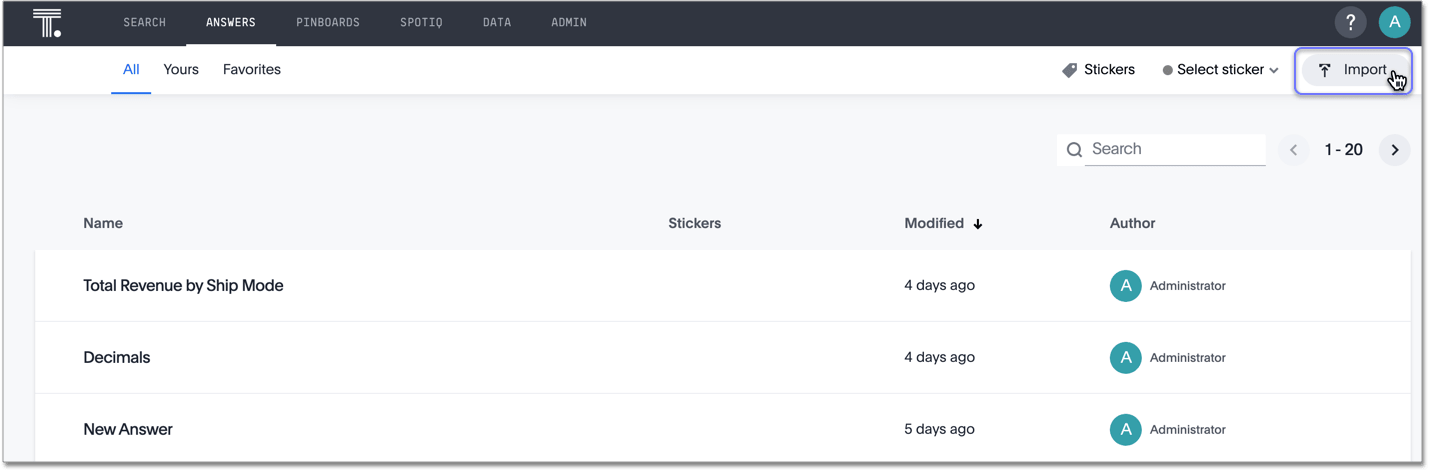 T. SEARCH ANSWERS PINBOARDS SPOTIQ DATA ADMIN ? A
All Yours Favorites Stickers Select sticker Import
Search 1 - 20
Name Stickers Modified Author
Total Revenue by Ship Mode 4 days ago A Administrator
Decimals 4 days ago A Administrator
New Answer 5 days ago A Administrator